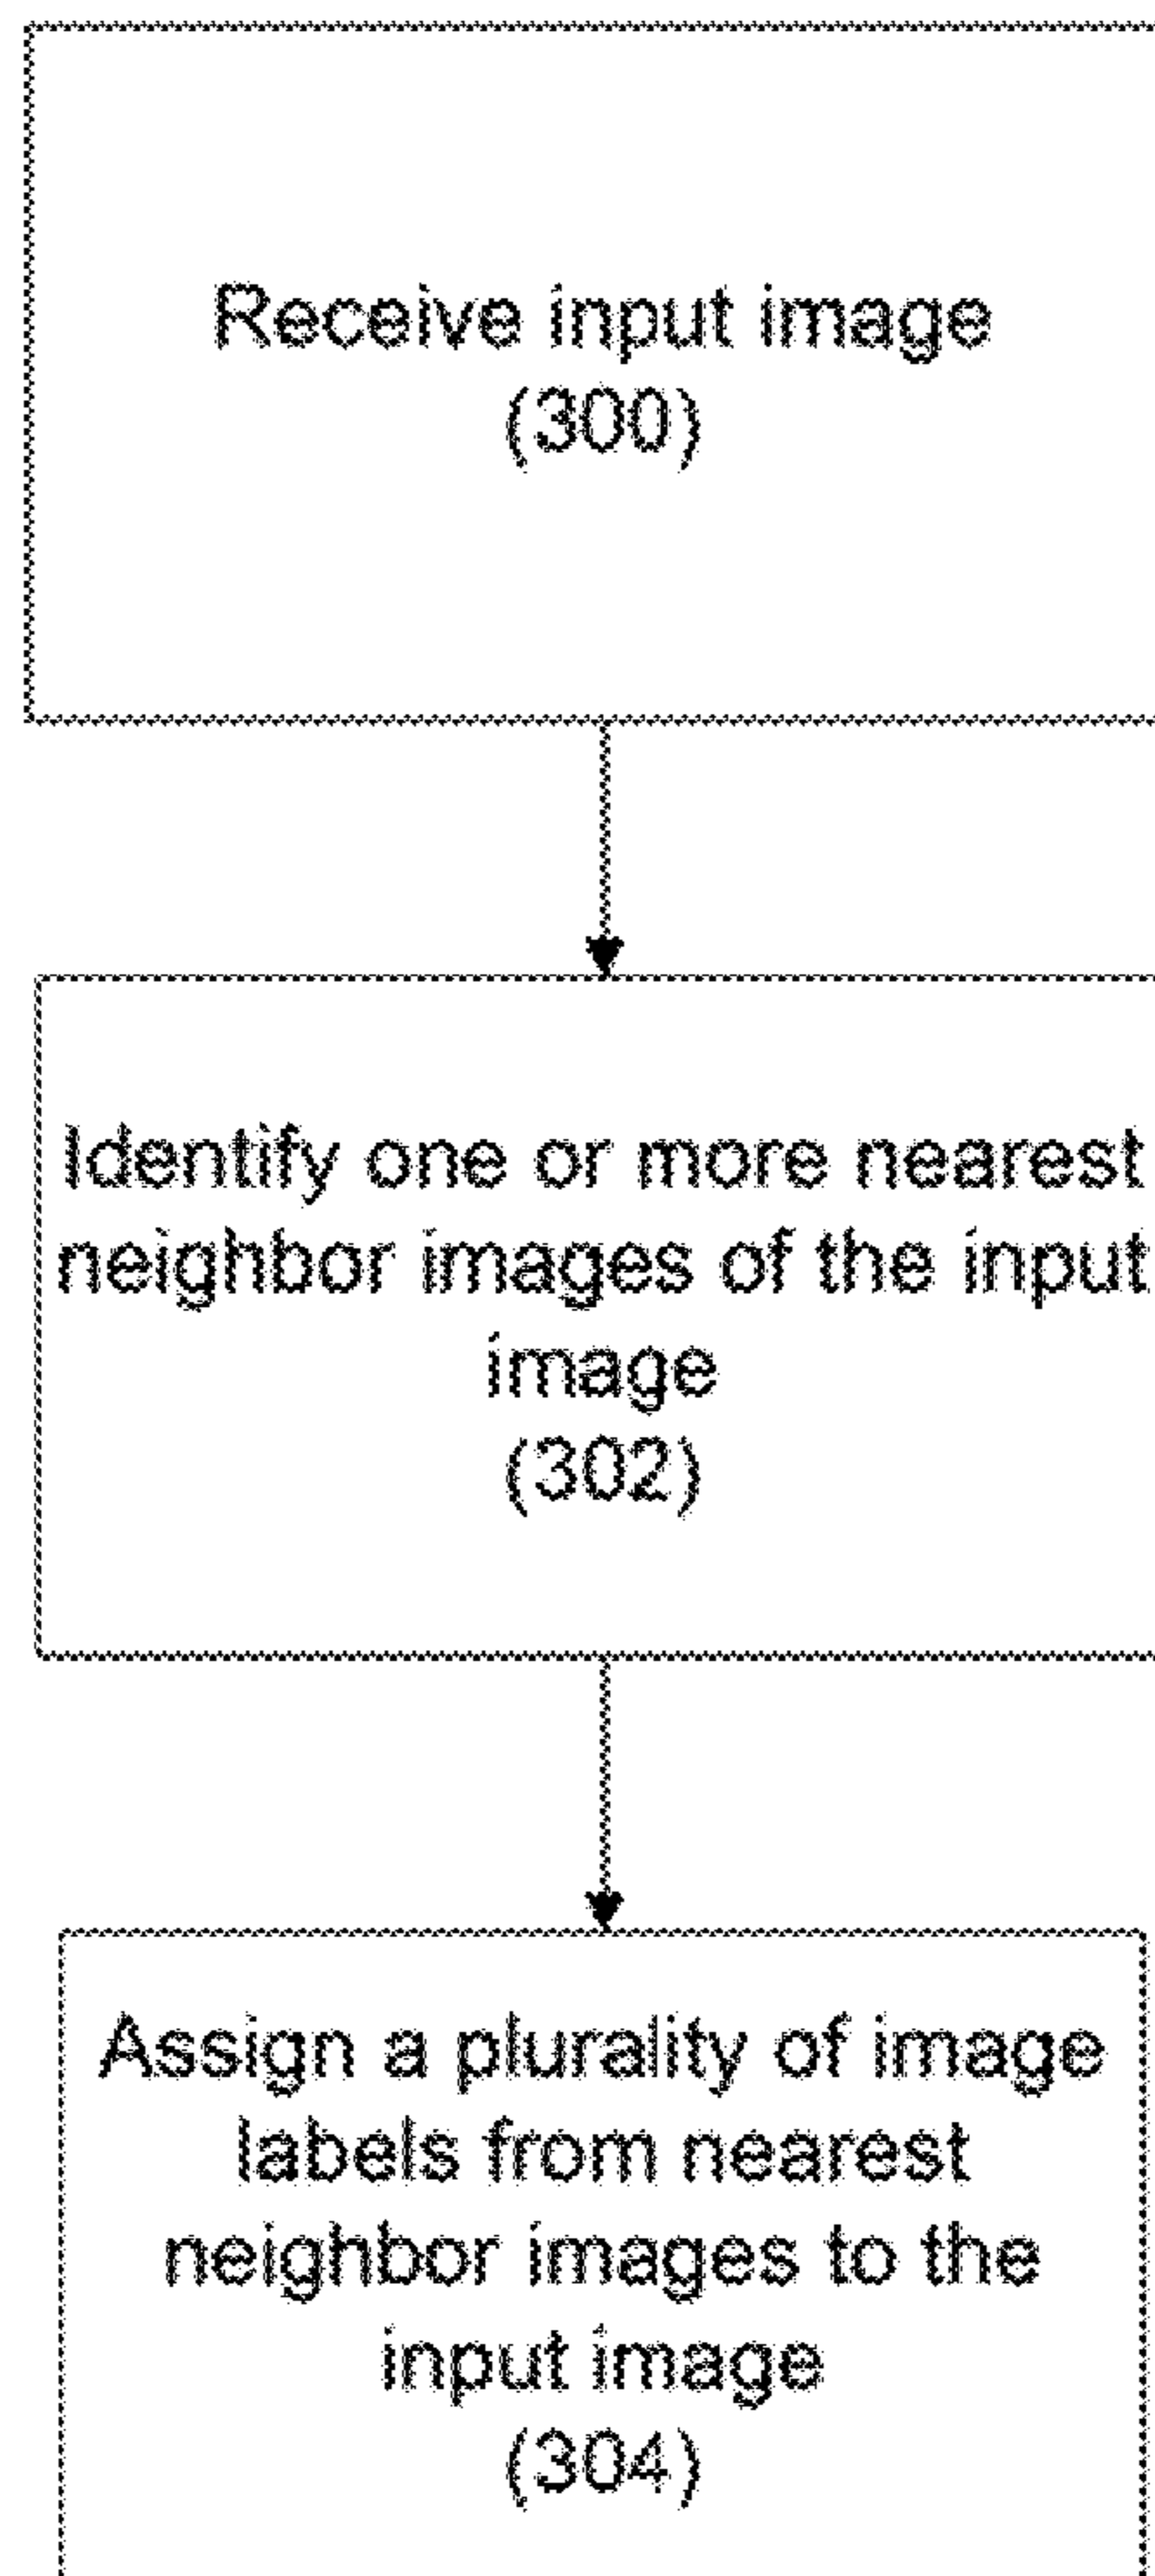 Receive input image
(300)
Identify one or more nearest
neighbor images of the input
image
(302)
Assign a plurality of image
labels from nearest
neighbor images to the
input image
(304)